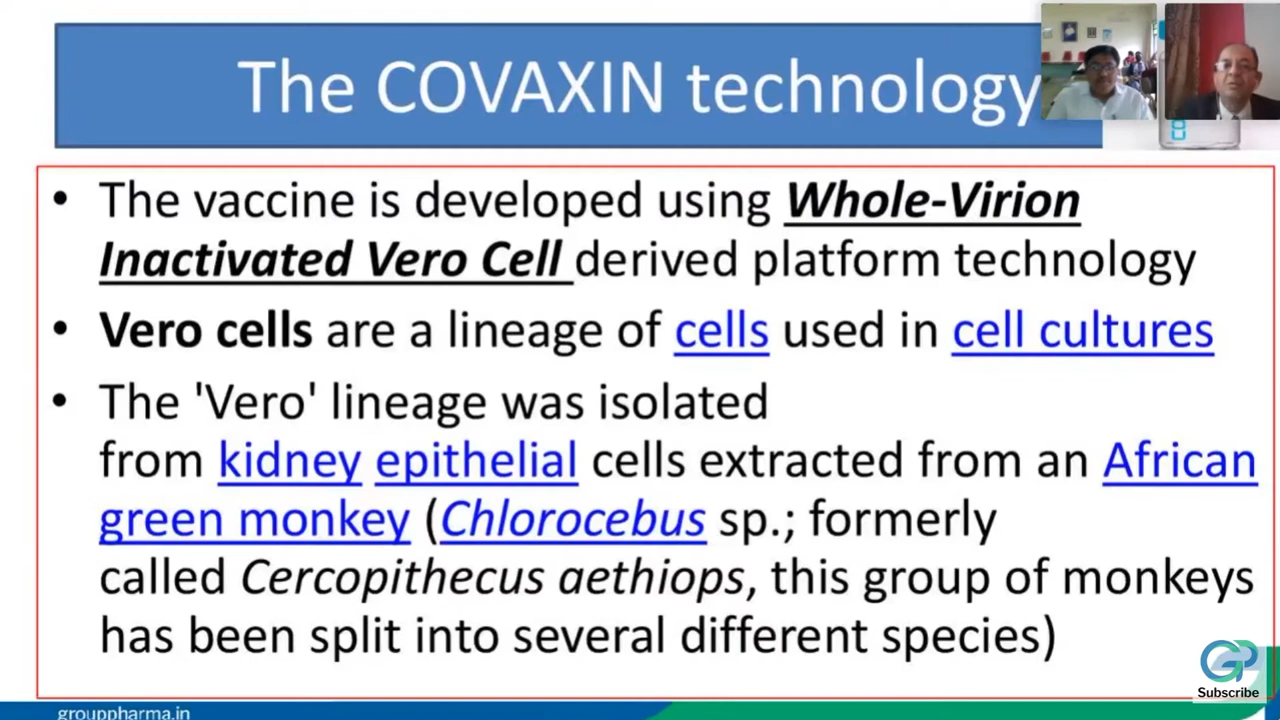 The COVAXIN technology
• The vaccine is developed using Whole-Virion
Inactivated Vero Cell derived platform technology
• Vero cells are a lineage of cells used in cell cultures
• The 'Vero' lineage was isolated
from kidney epithelial cells extracted from an African
green monkey (Chlorocebus sp.; formerly
called Cercopithecus aethiops, this group of monkeys
has been split into several different species)
GP
Subscribe
grouppharma.in